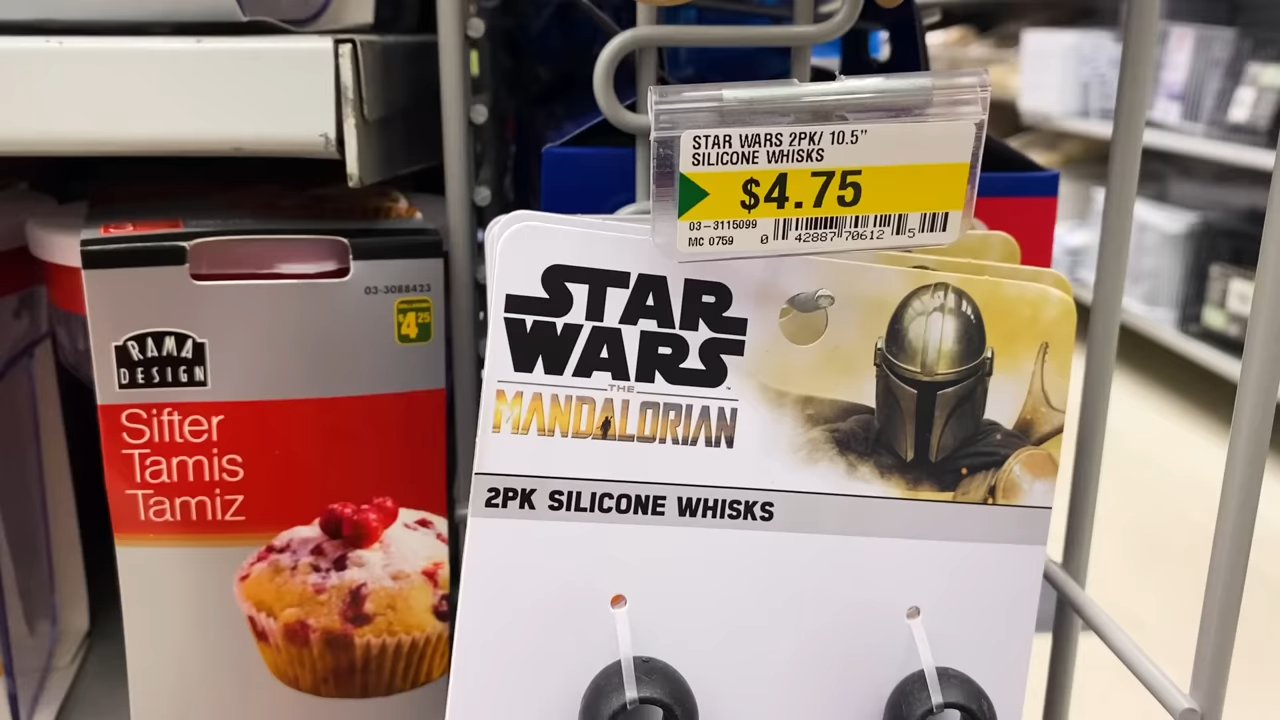 STAR WARS 2PK/ 10.5"
SILICONE WHISKS
$4.75
03-3115099
MC 0759
0 42887 70612 5
03-3088423
$4.25
RAMA
DESIGN
Sifter
Tamis
Tamiz
STAR
WARS
THE
MANDALORIAN
2PK SILICONE WHISKS